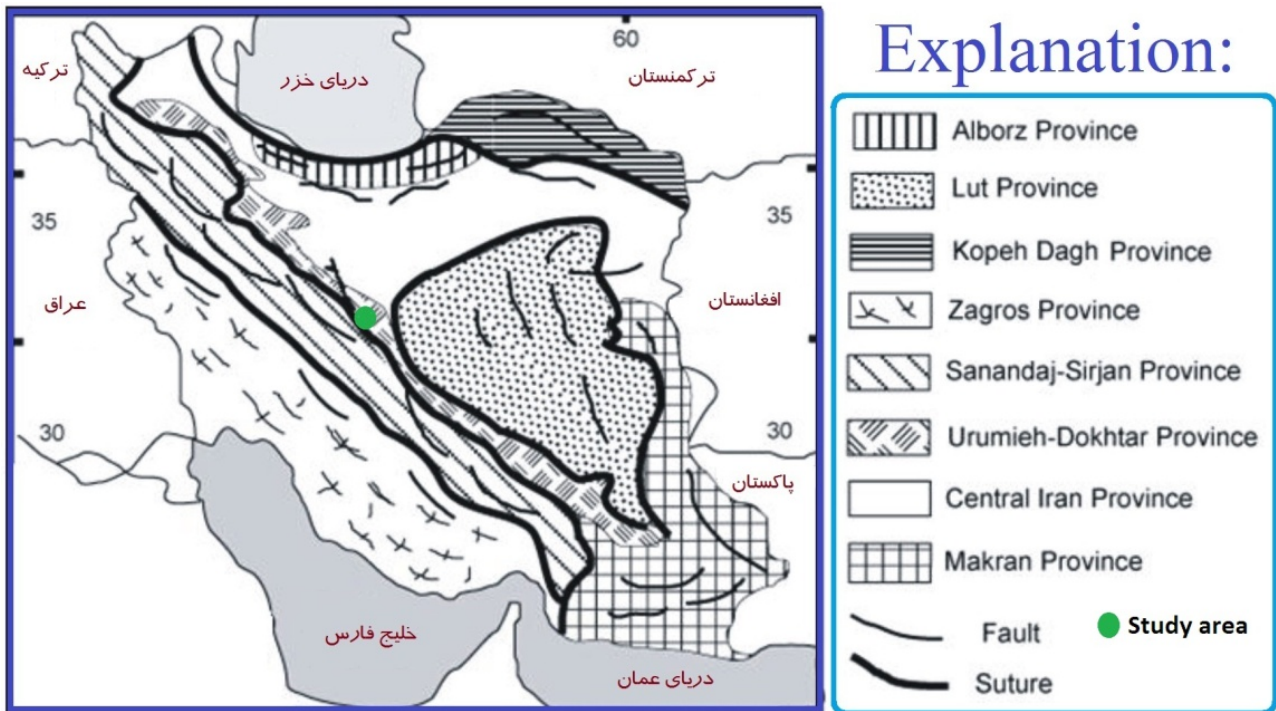 60
ترکیه
دریای خزر
ترکمنستان
35
35
عراق
افغانستان
30
30
پاکستان
خلیج فارس
دریای عمان
Explanation:
Alborz Province
Lut Province
Kopeh Dagh Province
Zagros Province
Sanandaj-Sirjan Province
Urumieh-Dokhtar Province
Central Iran Province
Makran Province
Fault
Study area
Suture